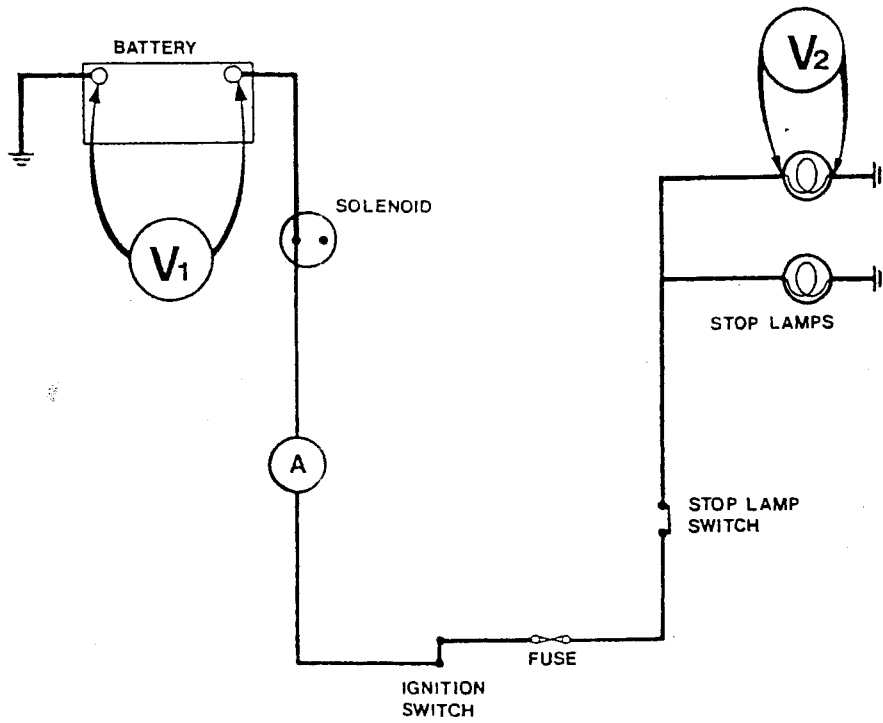 BATTERY
V2
SOLENOID
V1
STOP LAMPS
A
STOP LAMP
SWITCH
FUSE
IGNITION
SWITCH